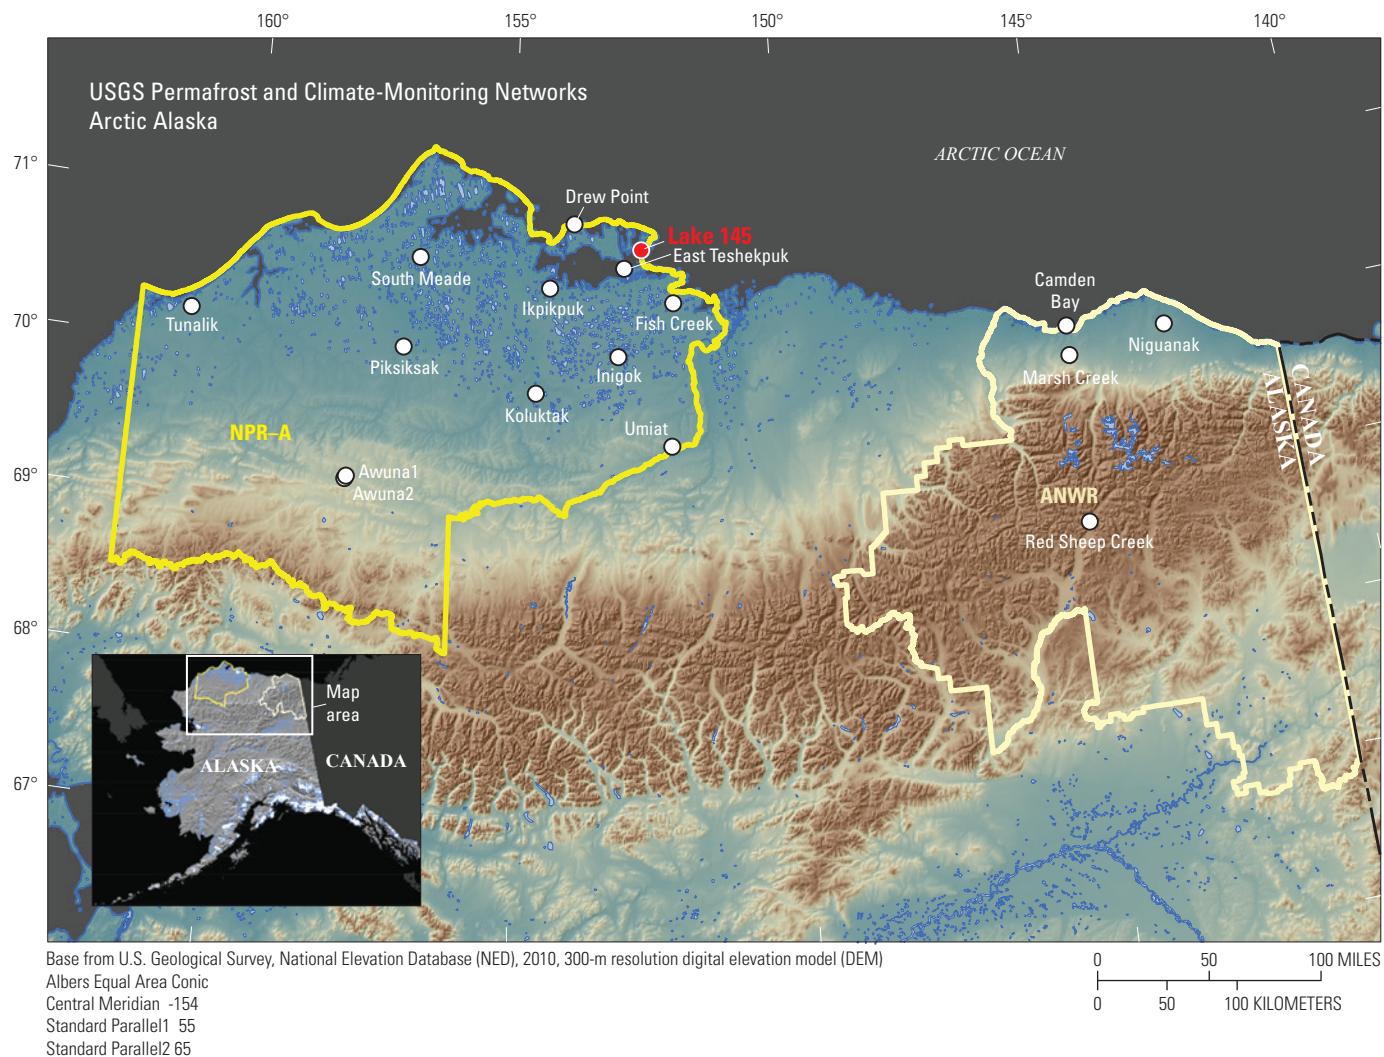 160° 155° 150° 145° 140°
USGS Permafrost and Climate-Monitoring Networks
Arctic Alaska
ARCTIC OCEAN
71°
Drew Point
Lake 145
East Teshekpuk
South Meade
Camden
Bay
Ikpikpuk
70°
Tunalik
Fish Creek
Niguanak
Piksiksak
Inigok
Marsh Creek
CANADA
ALASKA
Koluktak
Umiat
NPR–A
69°
Awuna1
Awuna2
ANWR
Red Sheep Creek
68°
Map
area
ALASKA
CANADA
67°
Base from U.S. Geological Survey, National Elevation Database (NED), 2010, 300-m resolution digital elevation model (DEM)
Albers Equal Area Conic
Central Meridian -154
Standard Parallel1 55
Standard Parallel2 65
0 50 100 MILES
0 50 100 KILOMETERS